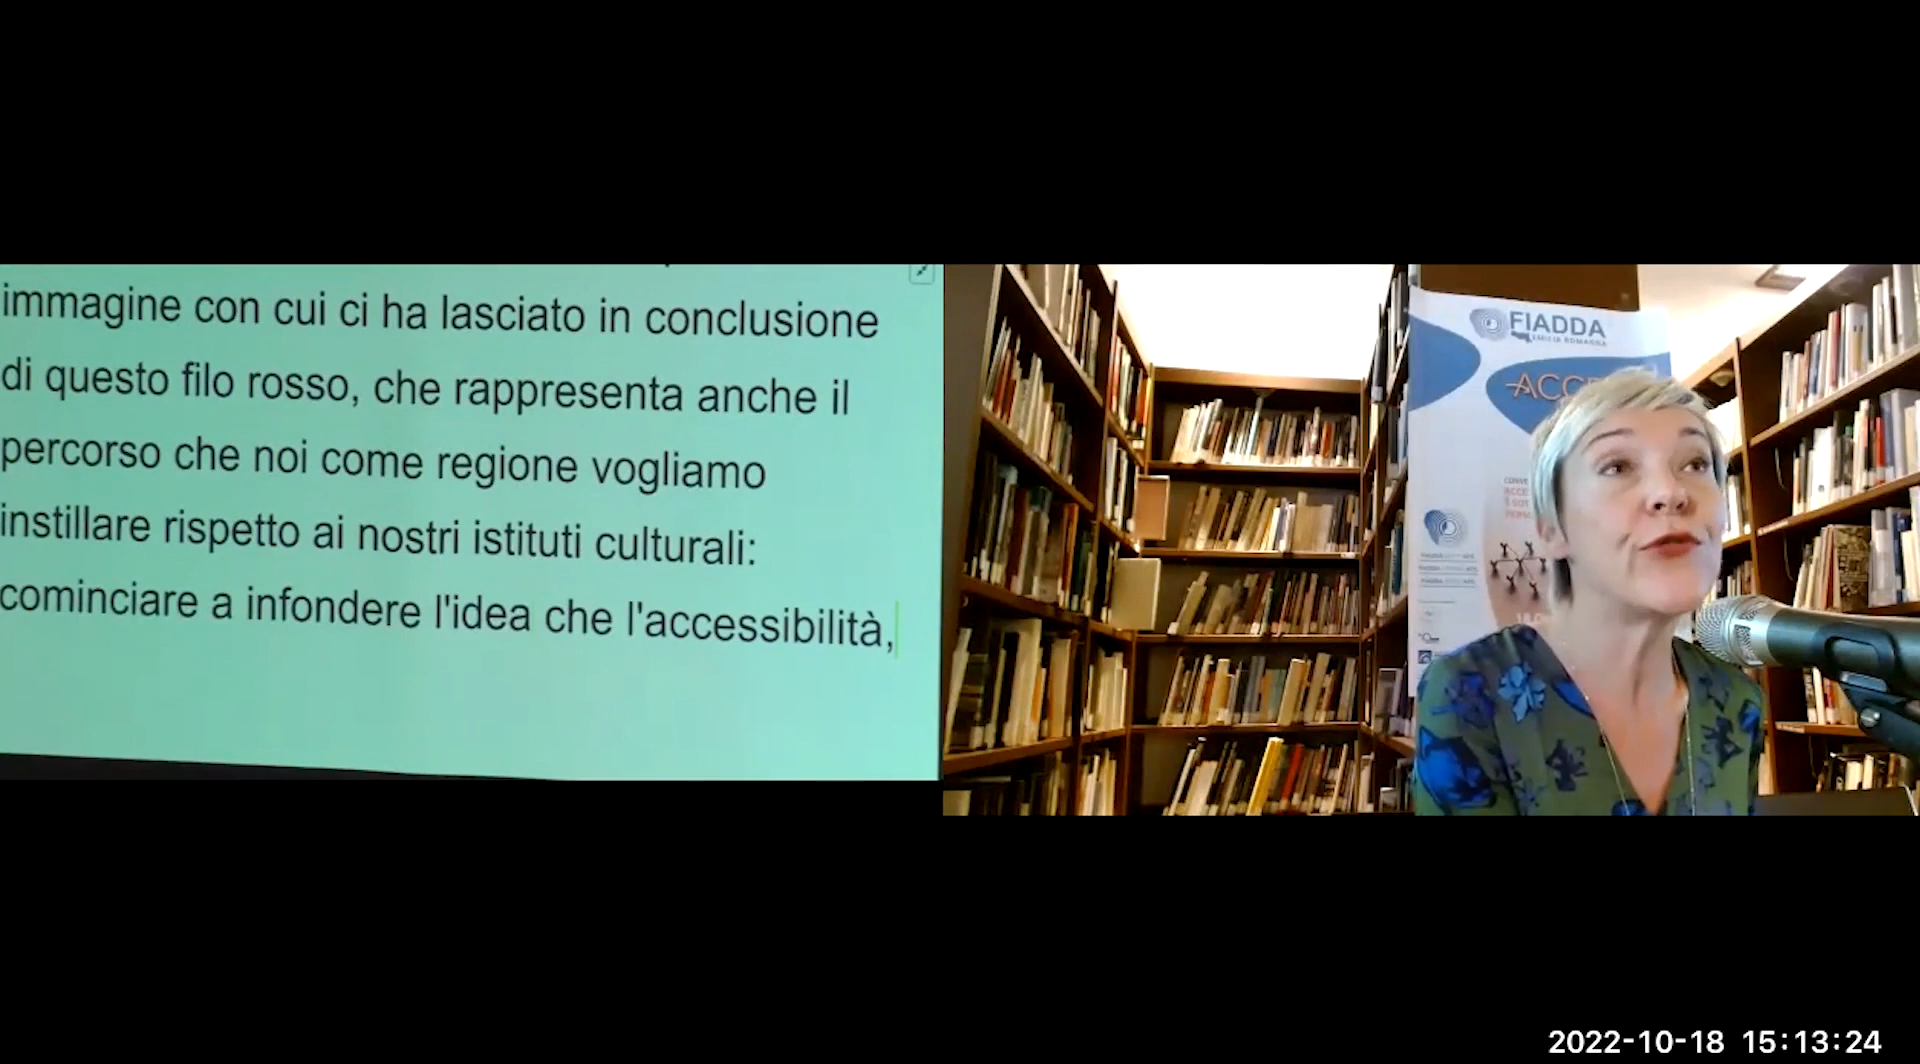 immagine con cui ci ha lasciato in conclusione
di questo filo rosso, che rappresenta anche il
percorso che noi come regione vogliamo
instillare rispetto ai nostri istituti culturali:
cominciare a infondere l'idea che l'accessibilità,
FIADDA
EMILIA ROMAGNA
2022-10-18 15:13:24